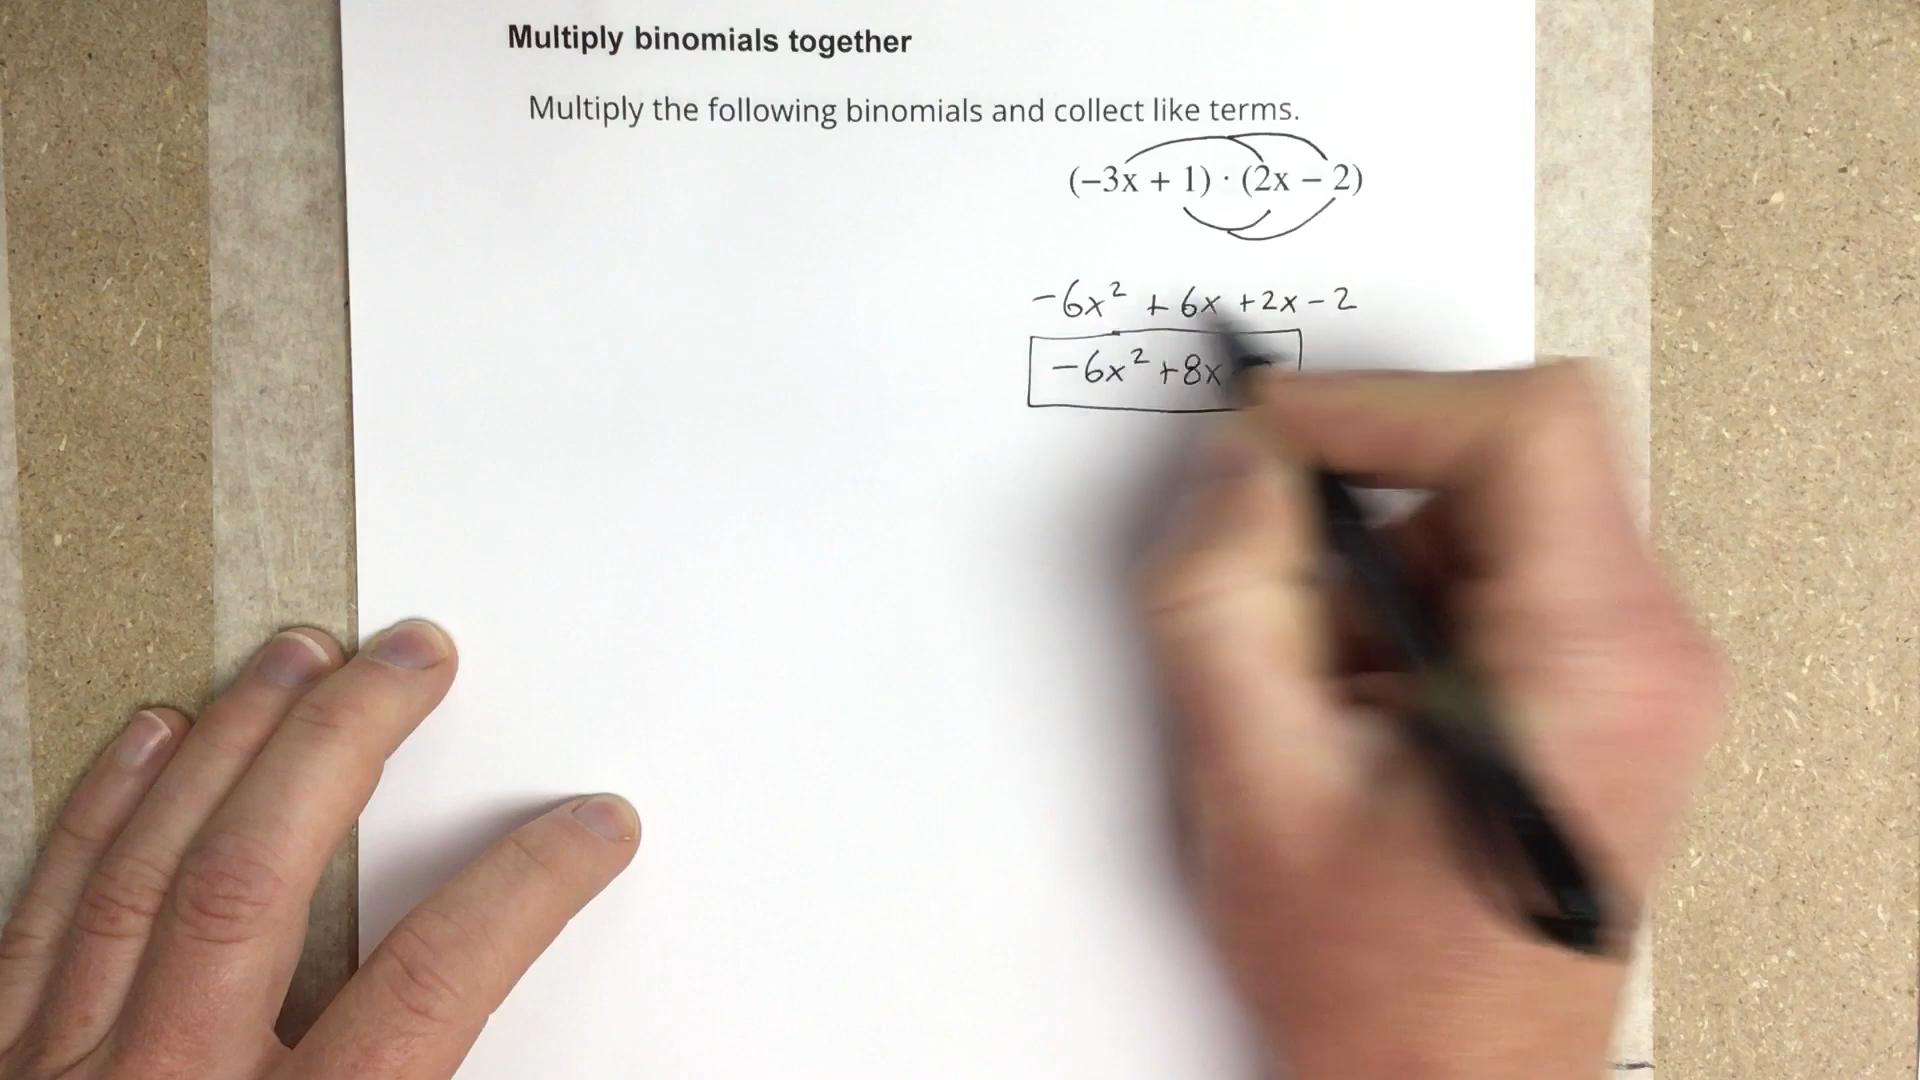 Multiply binomials together
Multiply the following binomials and collect like terms.
(−3x + 1) · (2x − 2)
-6x² + 6x + 2x - 2
-6x² + 8x